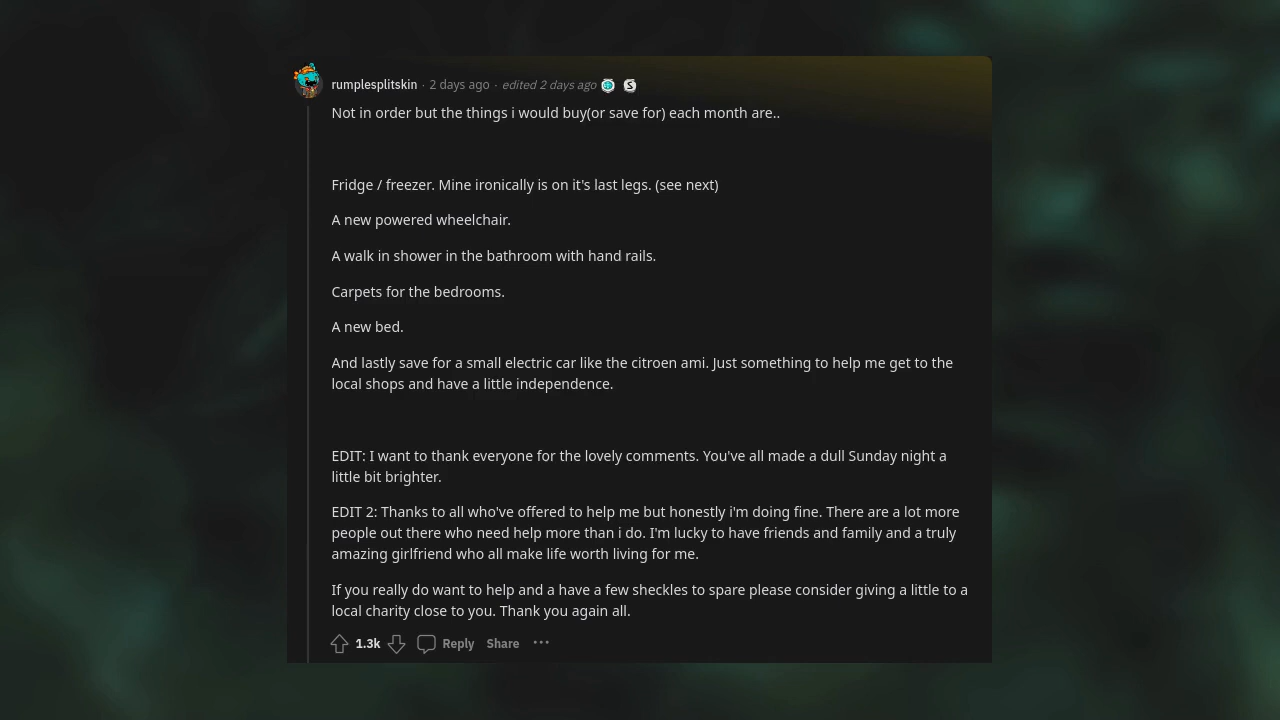 rumplesplitskin · 2 days ago · edited 2 days ago
Not in order but the things i would buy(or save for) each month are..
Fridge / freezer. Mine ironically is on it's last legs. (see next)
A new powered wheelchair.
A walk in shower in the bathroom with hand rails.
Carpets for the bedrooms.
A new bed.
And lastly save for a small electric car like the citroen ami. Just something to help me get to the
local shops and have a little independence.
EDIT: I want to thank everyone for the lovely comments. You've all made a dull Sunday night a
little bit brighter.
EDIT 2: Thanks to all who've offered to help me but honestly i'm doing fine. There are a lot more
people out there who need help more than i do. I'm lucky to have friends and family and a truly
amazing girlfriend who all make life worth living for me.
If you really do want to help and a have a few sheckles to spare please consider giving a little to a
local charity close to you. Thank you again all.
1.3k Reply Share ···